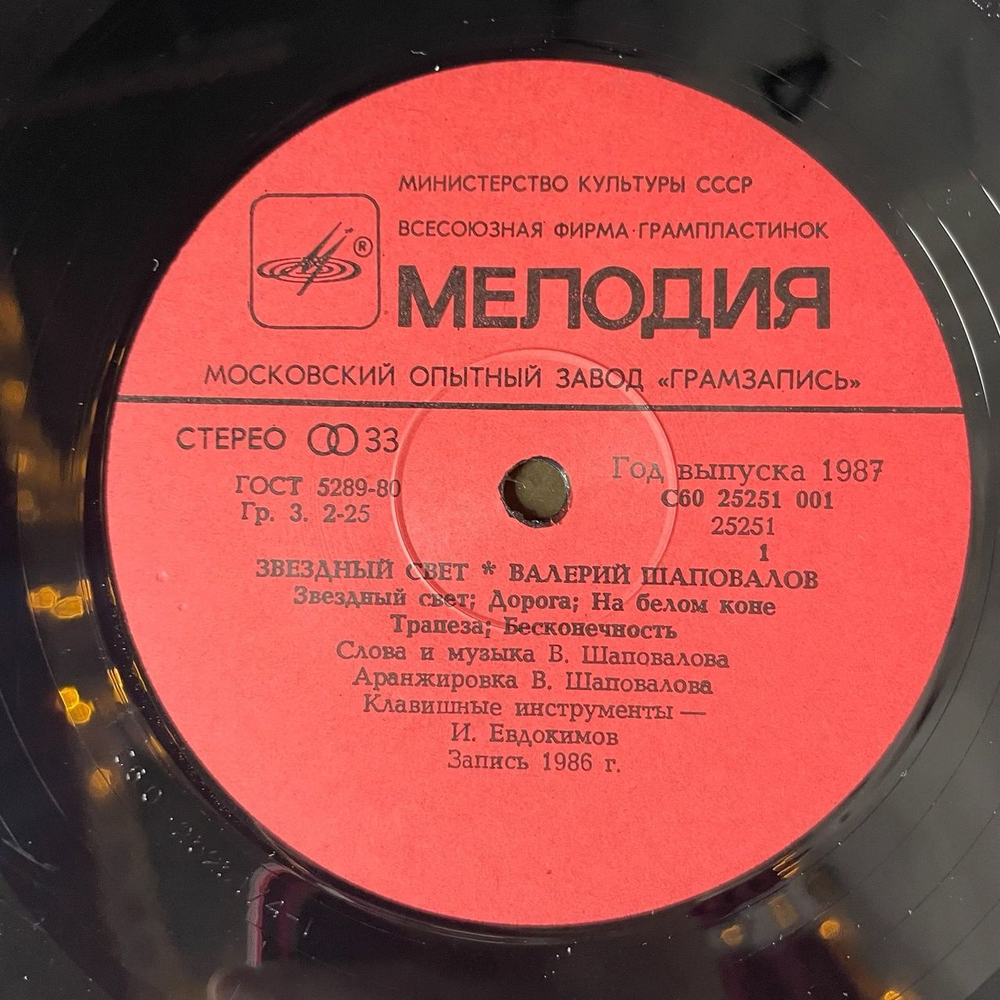 МИНИСТЕРСТВО КУЛЬТУРЫ СССР
ВСЕСОЮЗНАЯ ФИРМА·ГРАМПЛАСТИНОК
®
МЕЛОДИЯ
МОСКОВСКИЙ ОПЫТНЫЙ ЗАВОД «ГРАМЗАПИСЬ»
СТЕРЕО 33
ГОСТ 5289-80
Гр. 3. 2-25
Год выпуска 1987
С60 25251 001
25251
1
ЗВЕЗДНЫЙ СВЕТ * ВАЛЕРИЙ ШАПОВАЛОВ
Звездный свет; Дорога; На белом коне
Трапеза; Бесконечность
Слова и музыка В. Шаповалова
Аранжировка В. Шаповалова
Клавишные инструменты —
И. Евдокимов
Запись 1986 г.